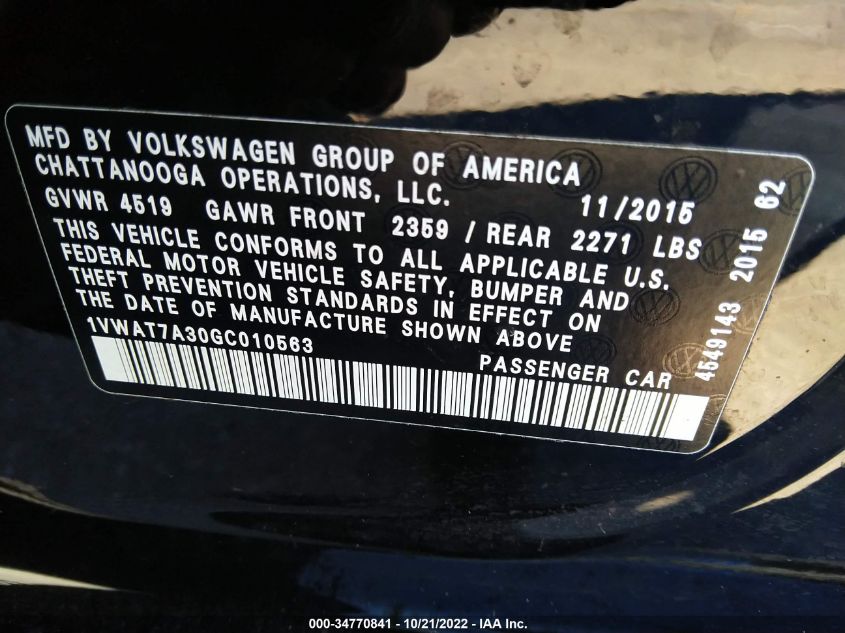 MFD BY VOLKSWAGEN GROUP OF AMERICA
CHATTANOOGA OPERATIONS, LLC.
11/2015
GVWR 4519 GAWR FRONT 2359 / REAR 2271 LBS
THIS VEHICLE CONFORMS TO ALL APPLICABLE U.S.
FEDERAL MOTOR VEHICLE SAFETY, BUMPER AND
THEFT PREVENTION STANDARDS IN EFFECT ON
THE DATE OF MANUFACTURE SHOWN ABOVE
1VWAT7A30GC010563
PASSENGER CAR
4549143 2015 62
000-34770841 - 10/21/2022 - IAA Inc.